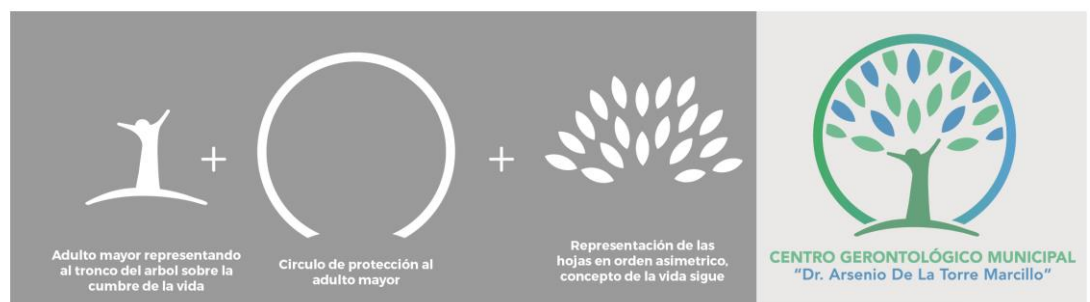 Adulto mayor representando
al tronco del arbol sobre la
cumbre de la vida
Circulo de protección al
adulto mayor
Representación de las
hojas en orden asimetrico,
concepto de la vida sigue
CENTRO GERONTOLÓGICO MUNICIPAL
“Dr. Arsenio De La Torre Marcillo”